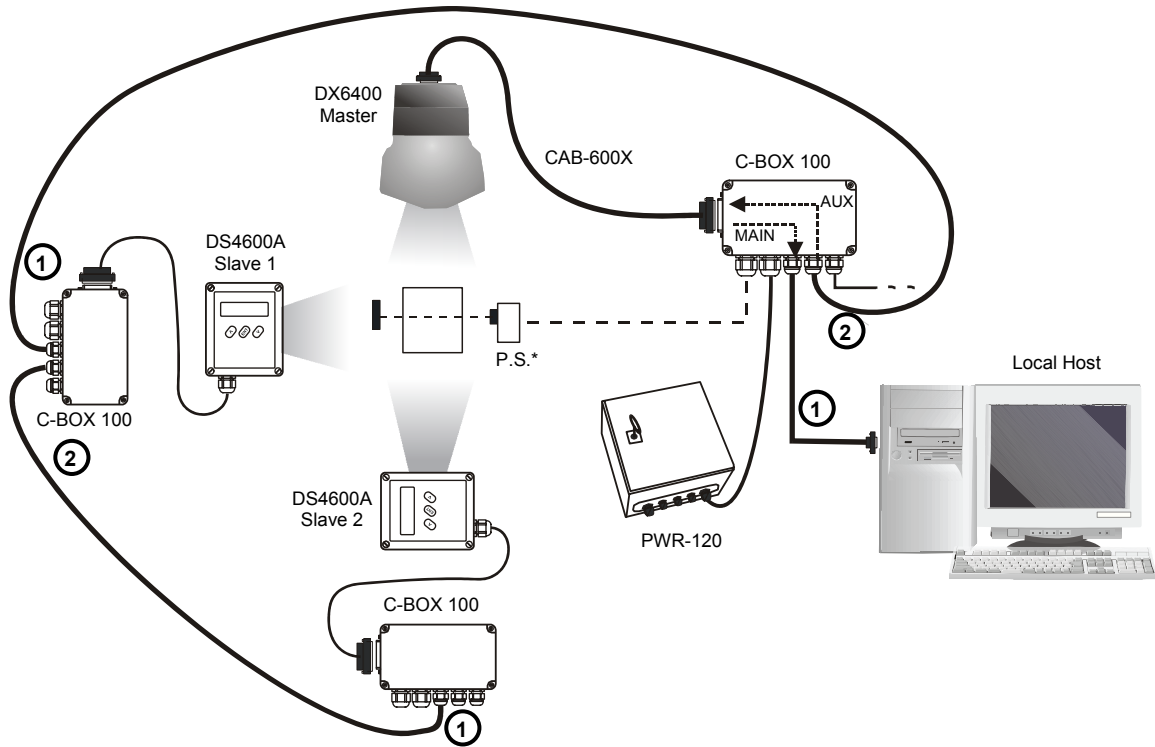 DX6400
Master
CAB-600X
C-BOX 100
AUX
MAIN
DS4600A
Slave 1
1
P.S.*
2
Local Host
C-BOX 100
2
1
DS4600A
Slave 2
PWR-120
C-BOX 100
1